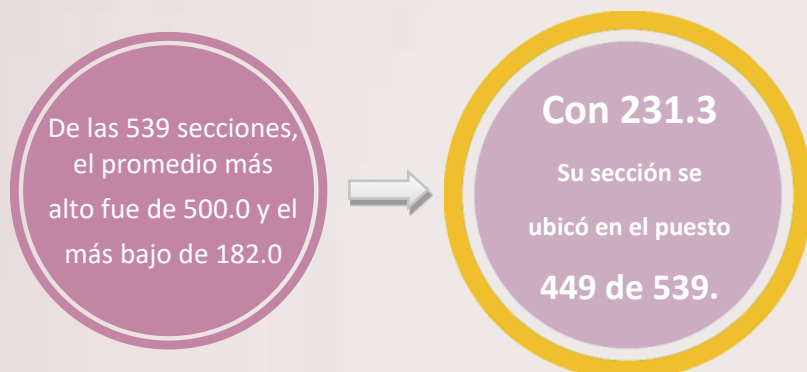 De las 539 secciones,
el promedio más
alto fue de 500.0 y el
más bajo de 182.0
Con 231.3
Su sección se
ubicó en el puesto
449 de 539.